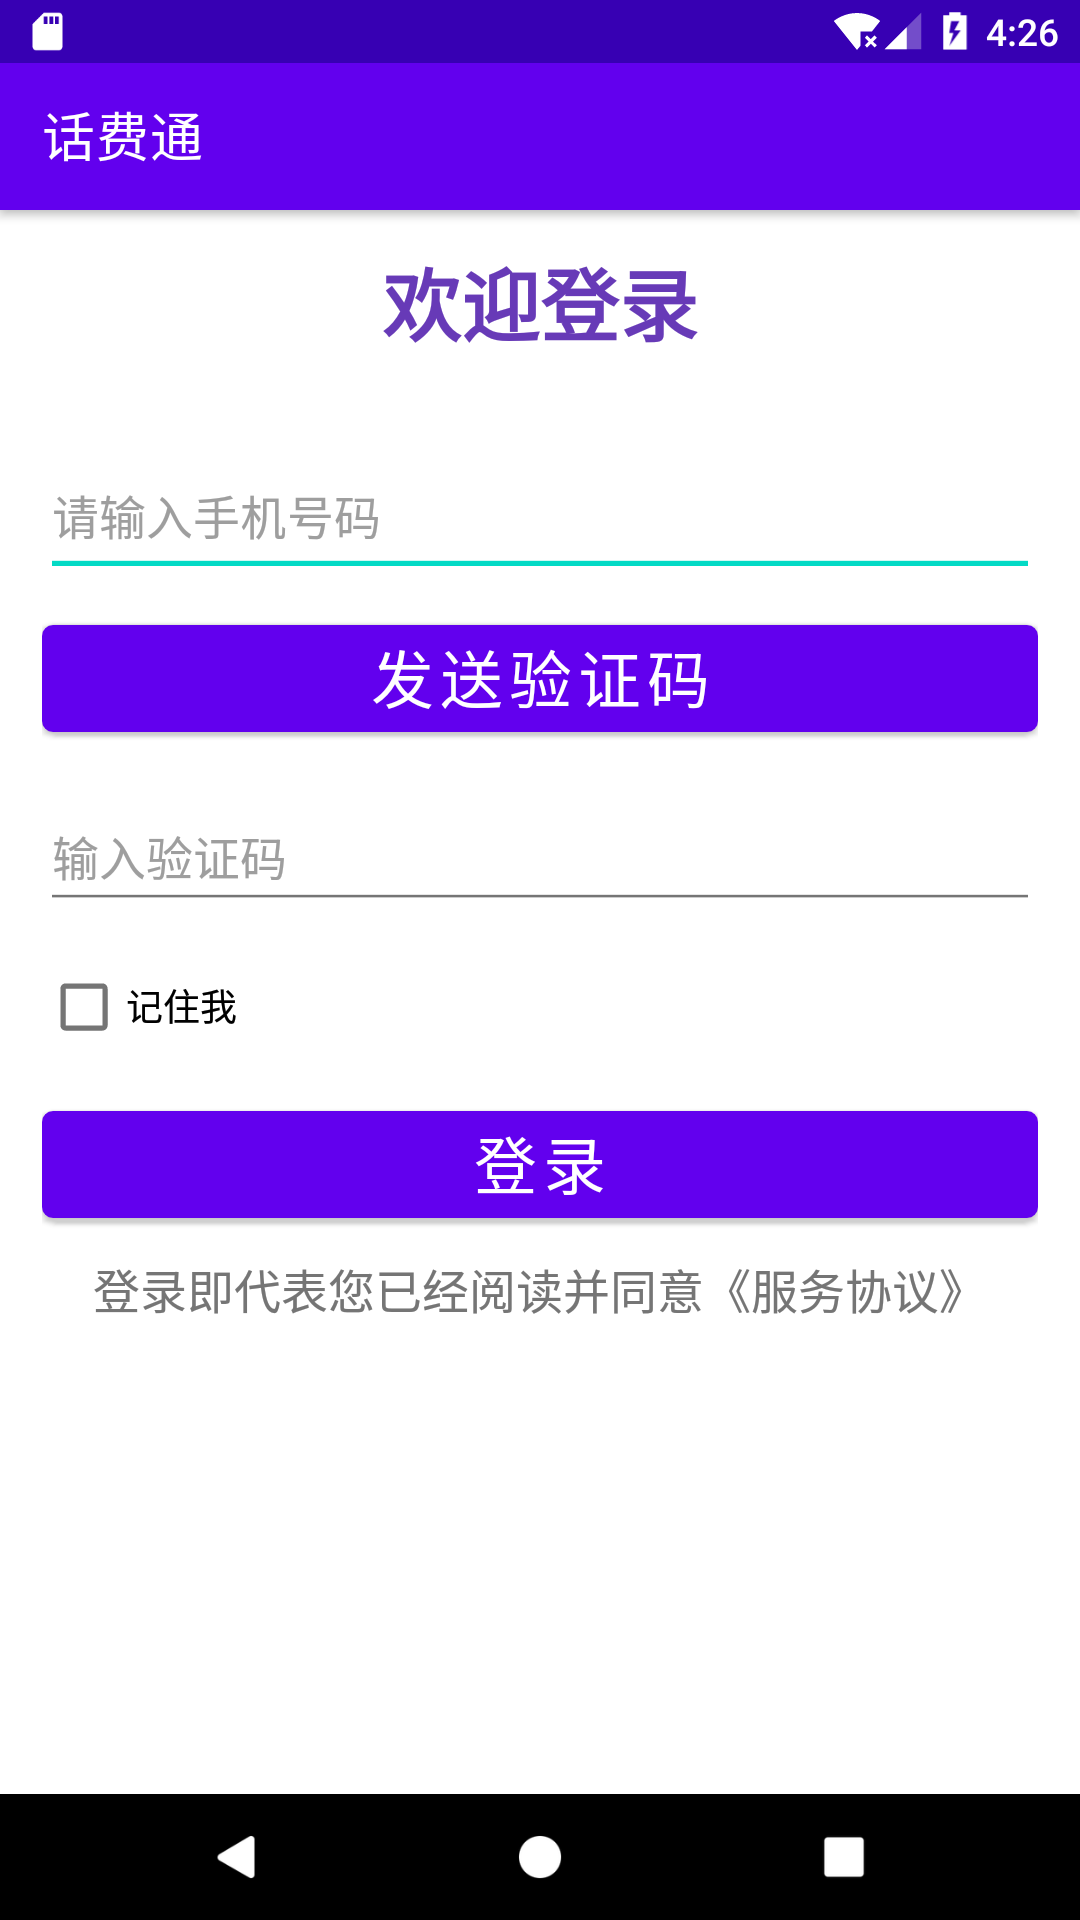 4:26
话费通
欢迎登录
请输入手机号码
发送验证码
输入验证码
记住我
登录
登录即代表您已经阅读并同意《服务协议》